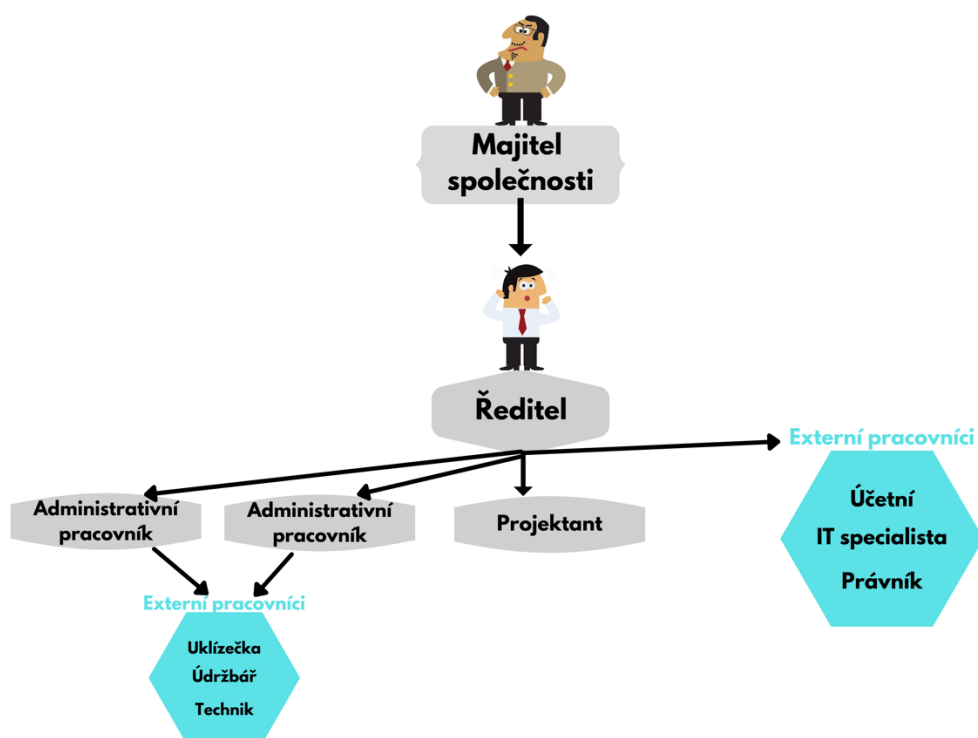 Majitel
společnosti
Ředitel
Externí pracovníci
Účetní
IT specialista
Právník
Administrativní
pracovník
Administrativní
pracovník
Projektant
Externí pracovníci
Uklízečka
Údržbář
Technik